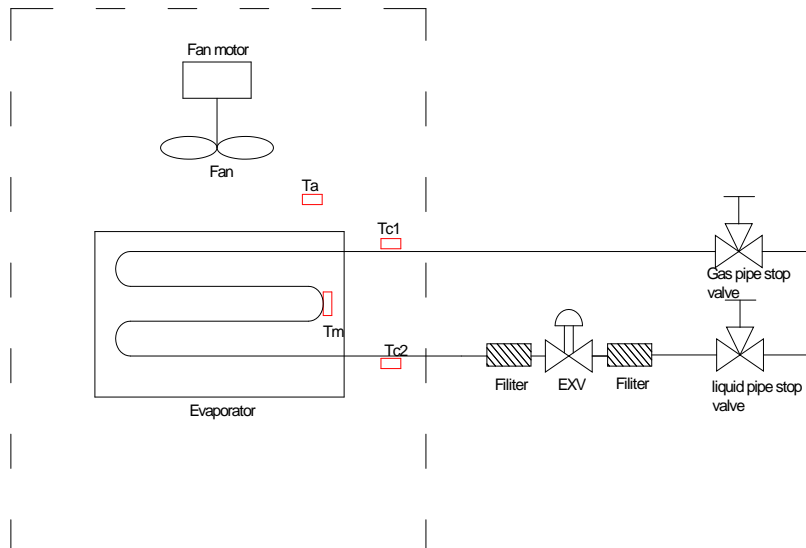 Fan motor
Fan
Ta
Tc1
Gas pipe stop
valve
Tm
Tc2
Filiter
EXV
Filiter
liquid pipe stop
valve
Evaporator